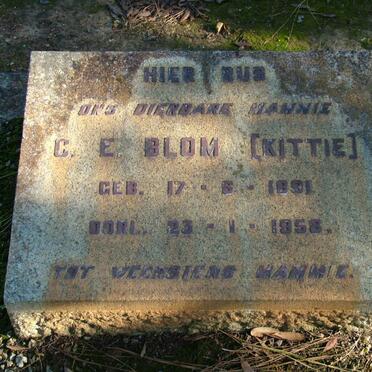 HIER RUS
ONS DIERBARE MAMMIE
C. E. BLOM [KITTIE]
GEB. 17 - 6 - 1891
OORL. 23 - 1 - 1958.
TOT WEERSIENS MAMMIE.